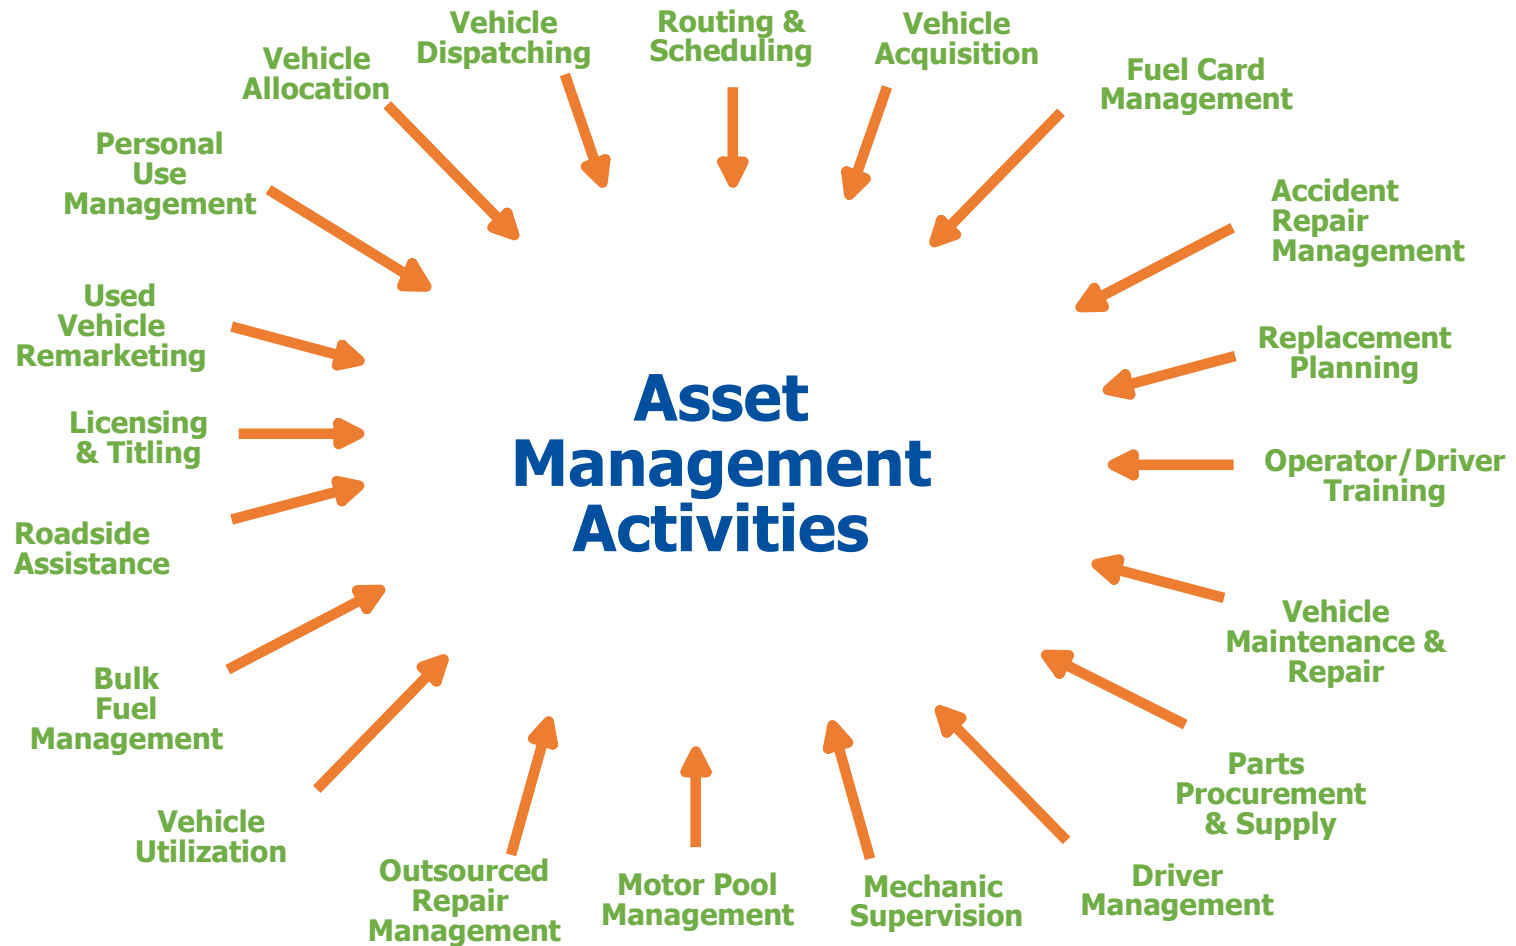 Vehicle
Dispatching
Routing &
Scheduling
Vehicle
Acquisition
Fuel Card
Management
Vehicle
Allocation
Personal
Use
Management
Accident
Repair
Management
Used
Vehicle
Remarketing
Replacement
Planning
Asset
Management
Activities
Licensing
& Titling
Operator/Driver
Training
Roadside
Assistance
Vehicle
Maintenance &
Repair
Bulk
Fuel
Management
Parts
Procurement
& Supply
Vehicle
Utilization
Outsourced
Repair
Management
Motor Pool
Management
Mechanic
Supervision
Driver
Management